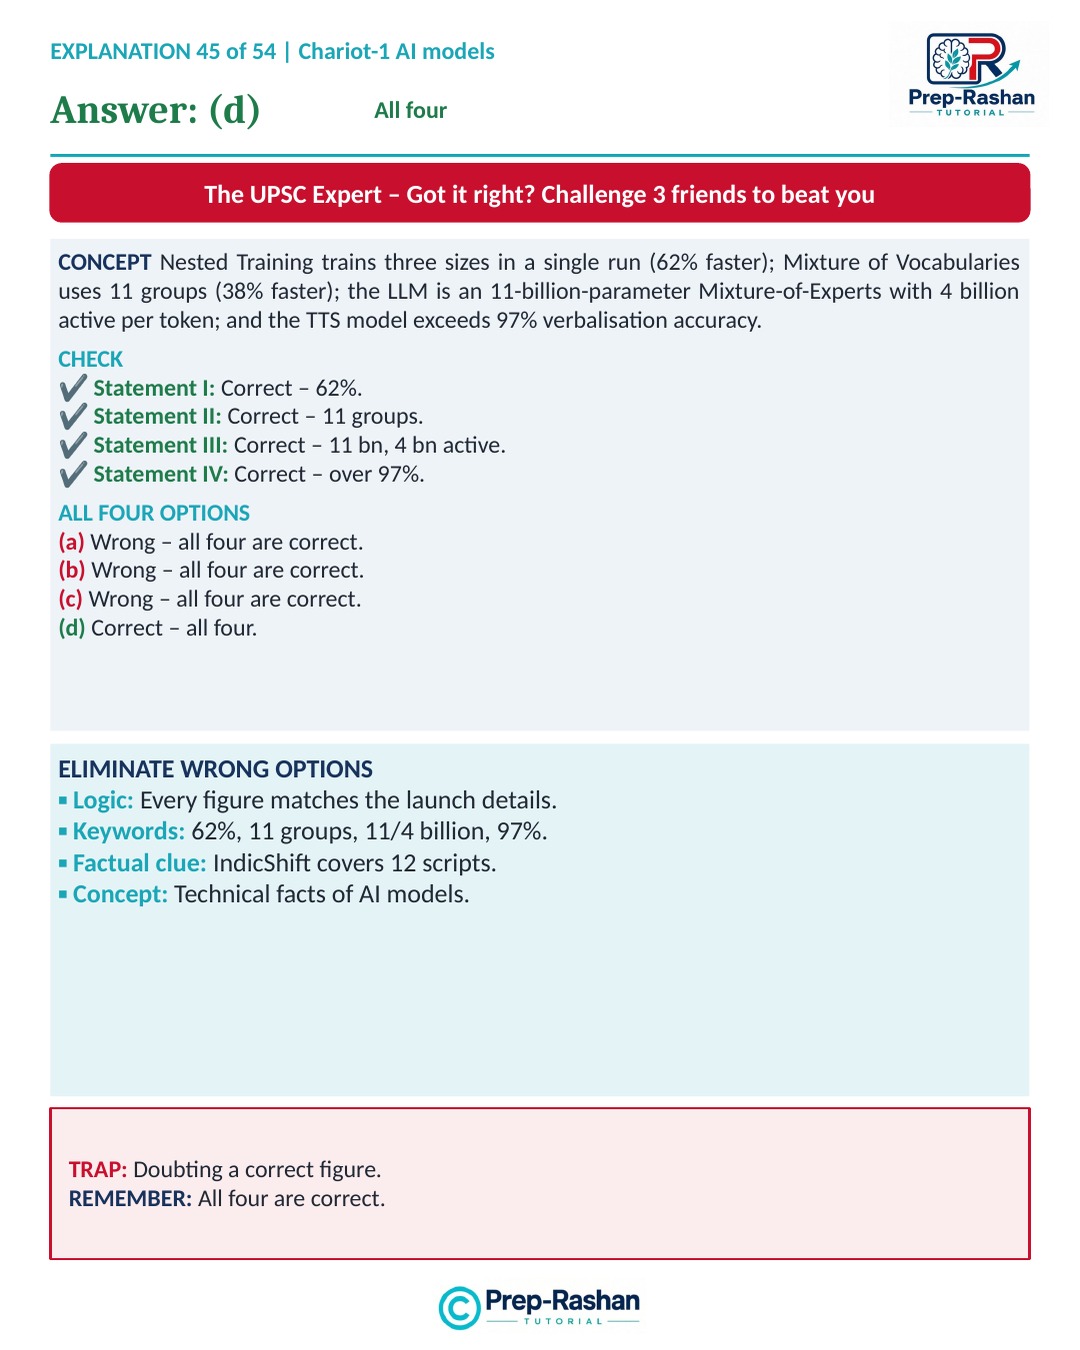 EXPLANATION 45 of 54 | Chariot-1 AI models
Prep-Rashan
TUTORIAL
Answer: (d) All four
The UPSC Expert – Got it right? Challenge 3 friends to beat you
CONCEPT Nested Training trains three sizes in a single run (62% faster); Mixture of Vocabularies
uses 11 groups (38% faster); the LLM is an 11-billion-parameter Mixture-of-Experts with 4 billion
active per token; and the TTS model exceeds 97% verbalisation accuracy.
CHECK
✔ Statement I: Correct – 62%.
✔ Statement II: Correct – 11 groups.
✔ Statement III: Correct – 11 bn, 4 bn active.
✔ Statement IV: Correct – over 97%.
ALL FOUR OPTIONS
(a) Wrong – all four are correct.
(b) Wrong – all four are correct.
(c) Wrong – all four are correct.
(d) Correct – all four.
ELIMINATE WRONG OPTIONS
▪ Logic: Every figure matches the launch details.
▪ Keywords: 62%, 11 groups, 11/4 billion, 97%.
▪ Factual clue: IndicShift covers 12 scripts.
▪ Concept: Technical facts of AI models.
TRAP: Doubting a correct figure.
REMEMBER: All four are correct.
© Prep-Rashan
TUTORIAL